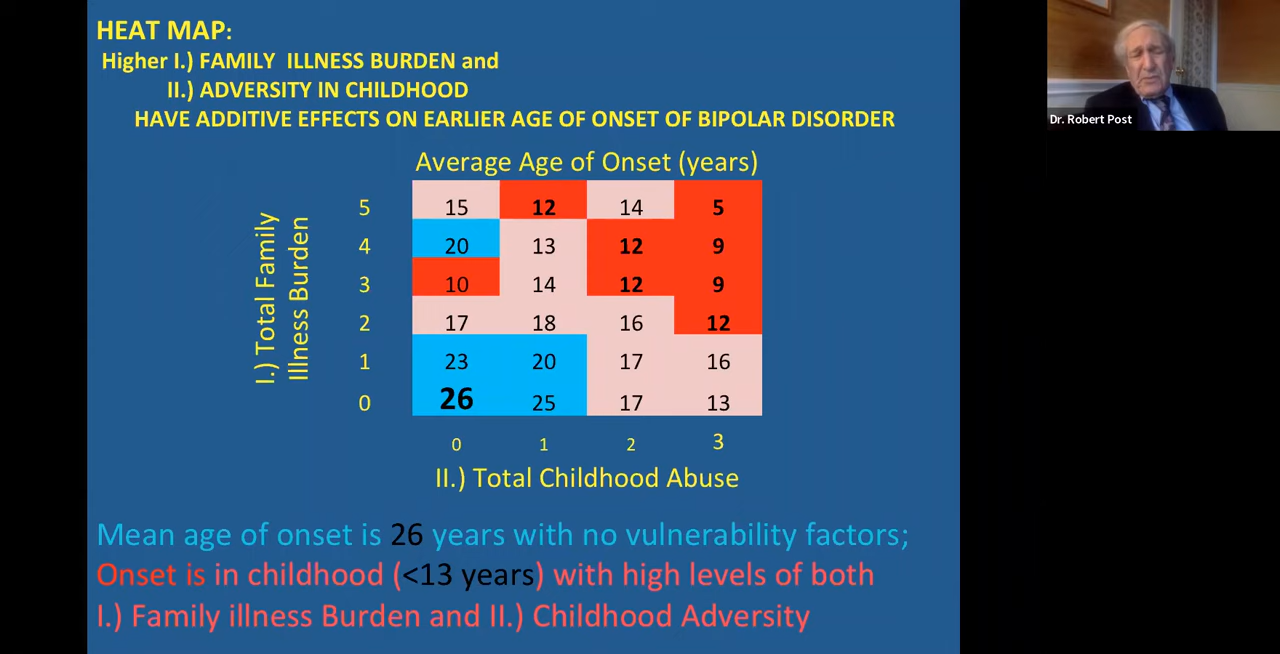 HEAT MAP:
Higher I.) FAMILY ILLNESS BURDEN and
II.) ADVERSITY IN CHILDHOOD
HAVE ADDITIVE EFFECTS ON EARLIER AGE OF ONSET OF BIPOLAR DISORDER
Dr. Robert Post
Average Age of Onset (years)
I.) Total Family
Illness Burden
5 15 12 14 5
4 20 13 12 9
3 10 14 12 9
2 17 18 16 12
1 23 20 17 16
0 26 25 17 13
0 1 2 3
II.) Total Childhood Abuse
Mean age of onset is 26 years with no vulnerability factors;
Onset is in childhood (<13 years) with high levels of both
I.) Family illness Burden and II.) Childhood Adversity